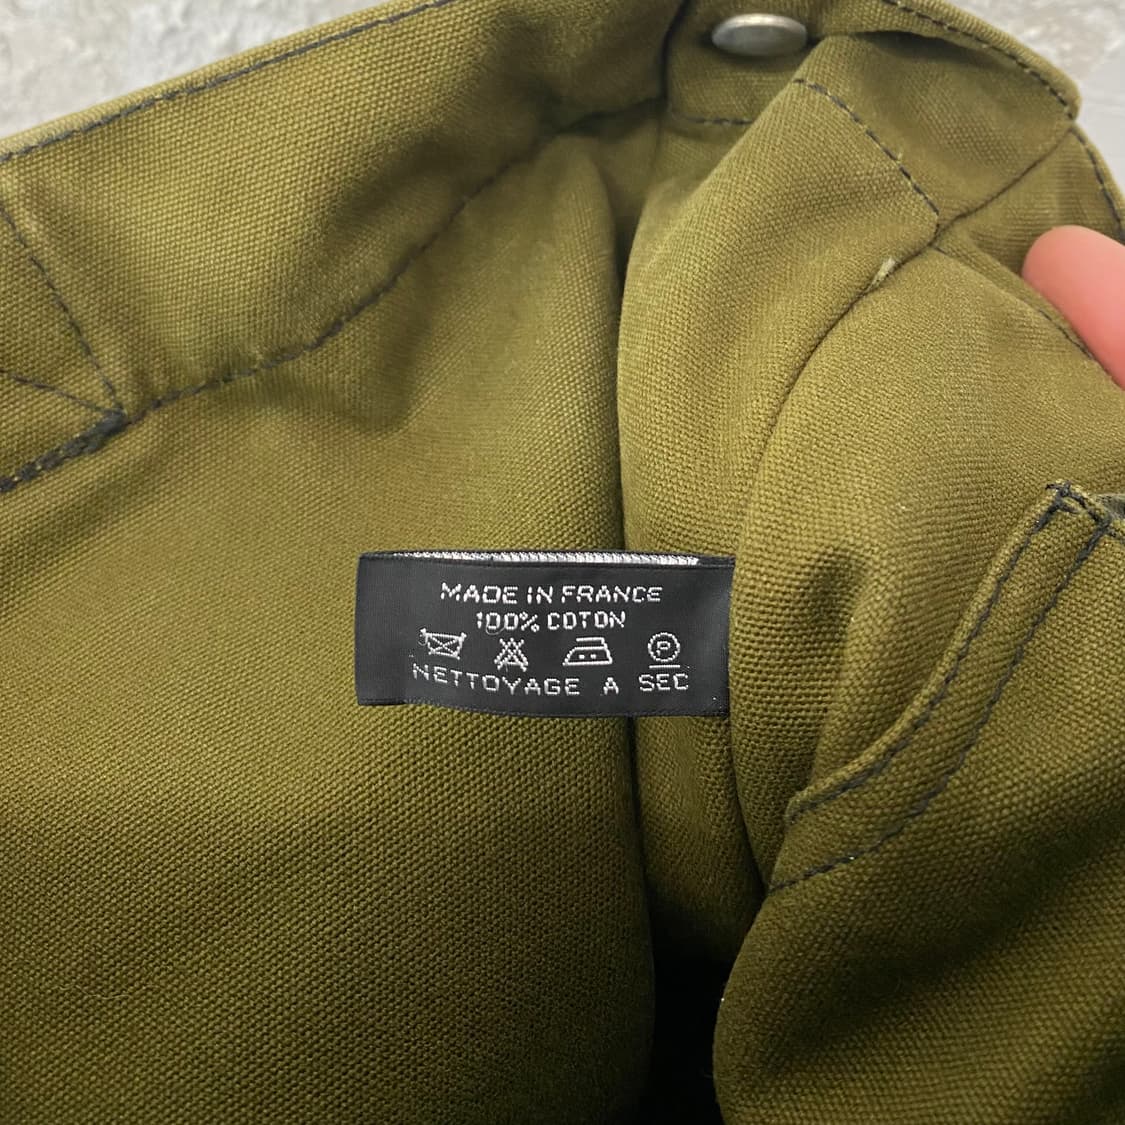 MADE IN FRANCE
100% COTON
P
NETTOYAGE A SEC